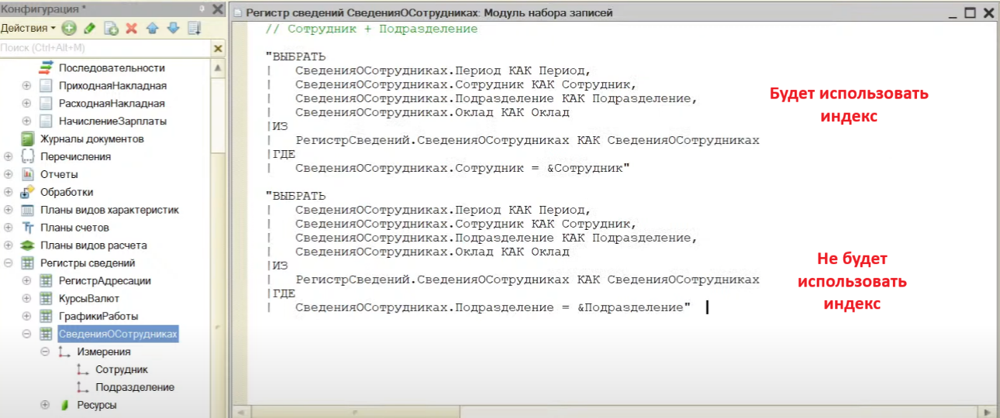 Конфигурация *
Действия
Поиск (Ctrl+Alt+M)
Последовательности
ПриходнаяНакладная
РасходнаяНакладная
НачислениеЗарплаты
Журналы документов
Перечисления
Отчеты
Обработки
Планы видов характеристик
Планы счетов
Планы видов расчета
Регистры сведений
РегистрАдресации
КурсыВалют
ГрафикиРаботы
СведенияОСотрудниках
Измерения
Сотрудник
Подразделение
Ресурсы
Регистр сведений СведенияОСотрудниках: Модуль набора записей
// Сотрудник + Подразделение
"ВЫБРАТЬ
|   СведенияОСотрудниках.Период КАК Период,
|   СведенияОСотрудниках.Сотрудник КАК Сотрудник,
|   СведенияОСотрудниках.Подразделение КАК Подразделение,
|   СведенияОСотрудниках.Оклад КАК Оклад
|ИЗ
|   РегистрСведений.СведенияОСотрудниках КАК СведенияОСотрудниках
|ГДЕ
|   СведенияОСотрудниках.Сотрудник = &Сотрудник"
Будет использовать
индекс
"ВЫБРАТЬ
|   СведенияОСотрудниках.Период КАК Период,
|   СведенияОСотрудниках.Сотрудник КАК Сотрудник,
|   СведенияОСотрудниках.Подразделение КАК Подразделение,
|   СведенияОСотрудниках.Оклад КАК Оклад
|ИЗ
|   РегистрСведений.СведенияОСотрудниках КАК СведенияОСотрудниках
|ГДЕ
|   СведенияОСотрудниках.Подразделение = &Подразделение"
Не будет
использовать
индекс